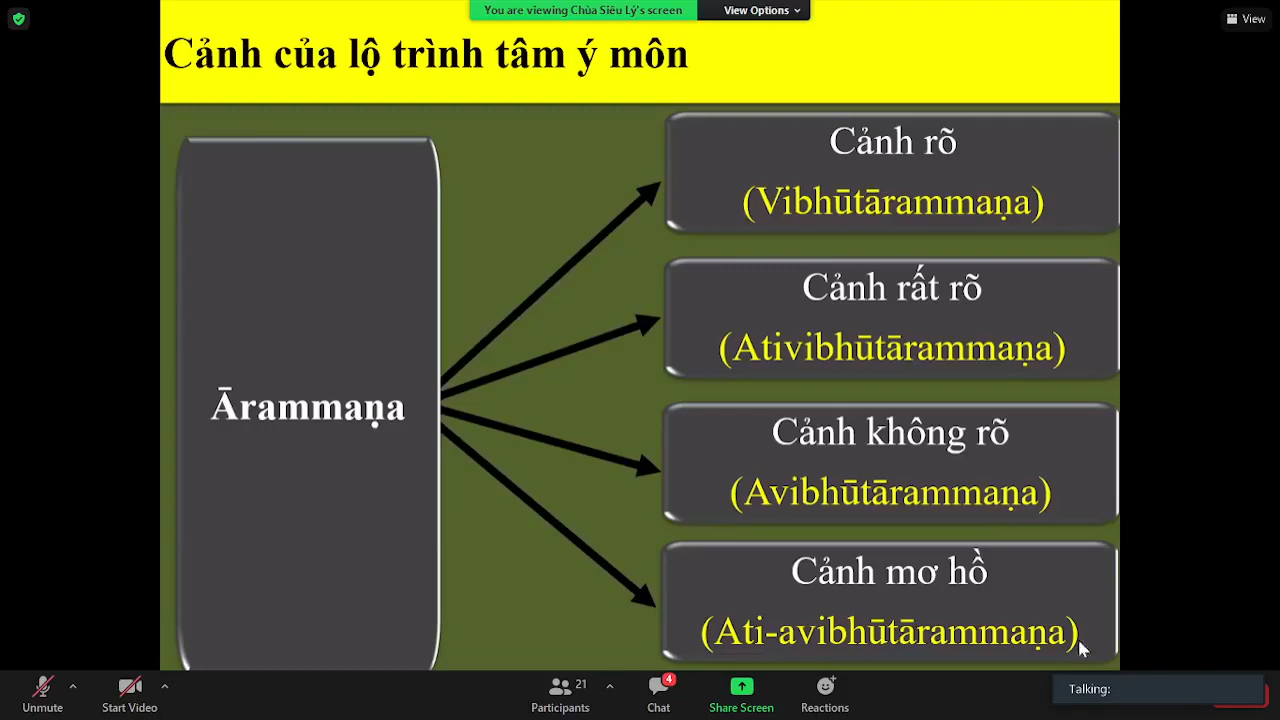 You are viewing Chùa Siêu Lý's screen
View Options
View
Cảnh của lộ trình tâm ý môn
Ārammaṇa
Cảnh rõ
(Vibhūtārammaṇa)
Cảnh rất rõ
(Ativibhūtārammaṇa)
Cảnh không rõ
(Avibhūtārammaṇa)
Cảnh mơ hồ
(Ati-avibhūtārammaṇa)
Unmute
Start Video
21
Participants
4
Chat
Share Screen
Reactions
Talking: